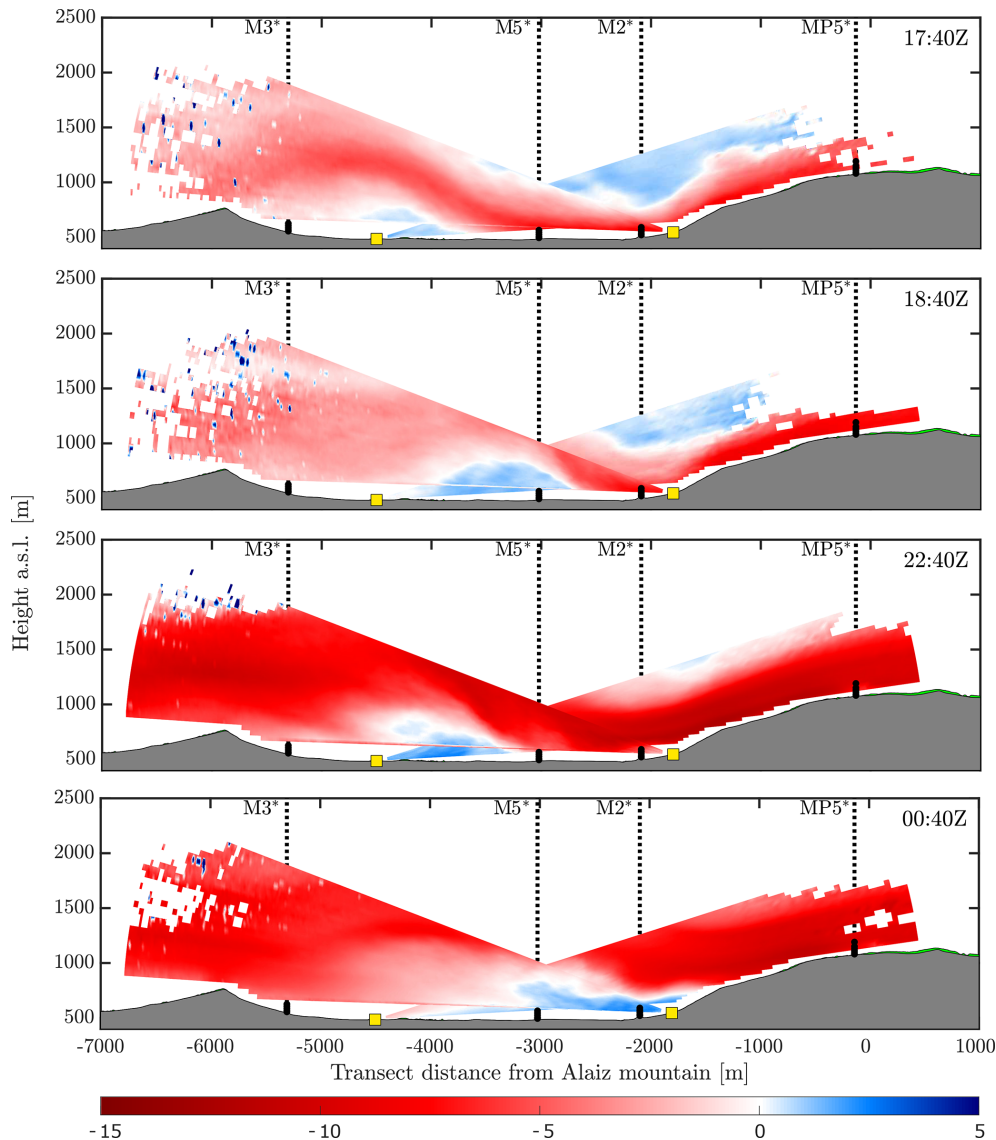 2500
M3* M5* M2* MP5*
17:40Z
2000
1500
1000
500
2500
M3* M5* M2* MP5*
18:40Z
2000
1500
1000
500
2500
M3* M5* M2* MP5*
22:40Z
2000
1500
1000
500
2500
M3* M5* M2* MP5*
00:40Z
2000
1500
1000
500
Height a.s.l. [m]
-7000 -6000 -5000 -4000 -3000 -2000 -1000 0 1000
Transect distance from Alaiz mountain [m]
-15 -10 -5 0 5